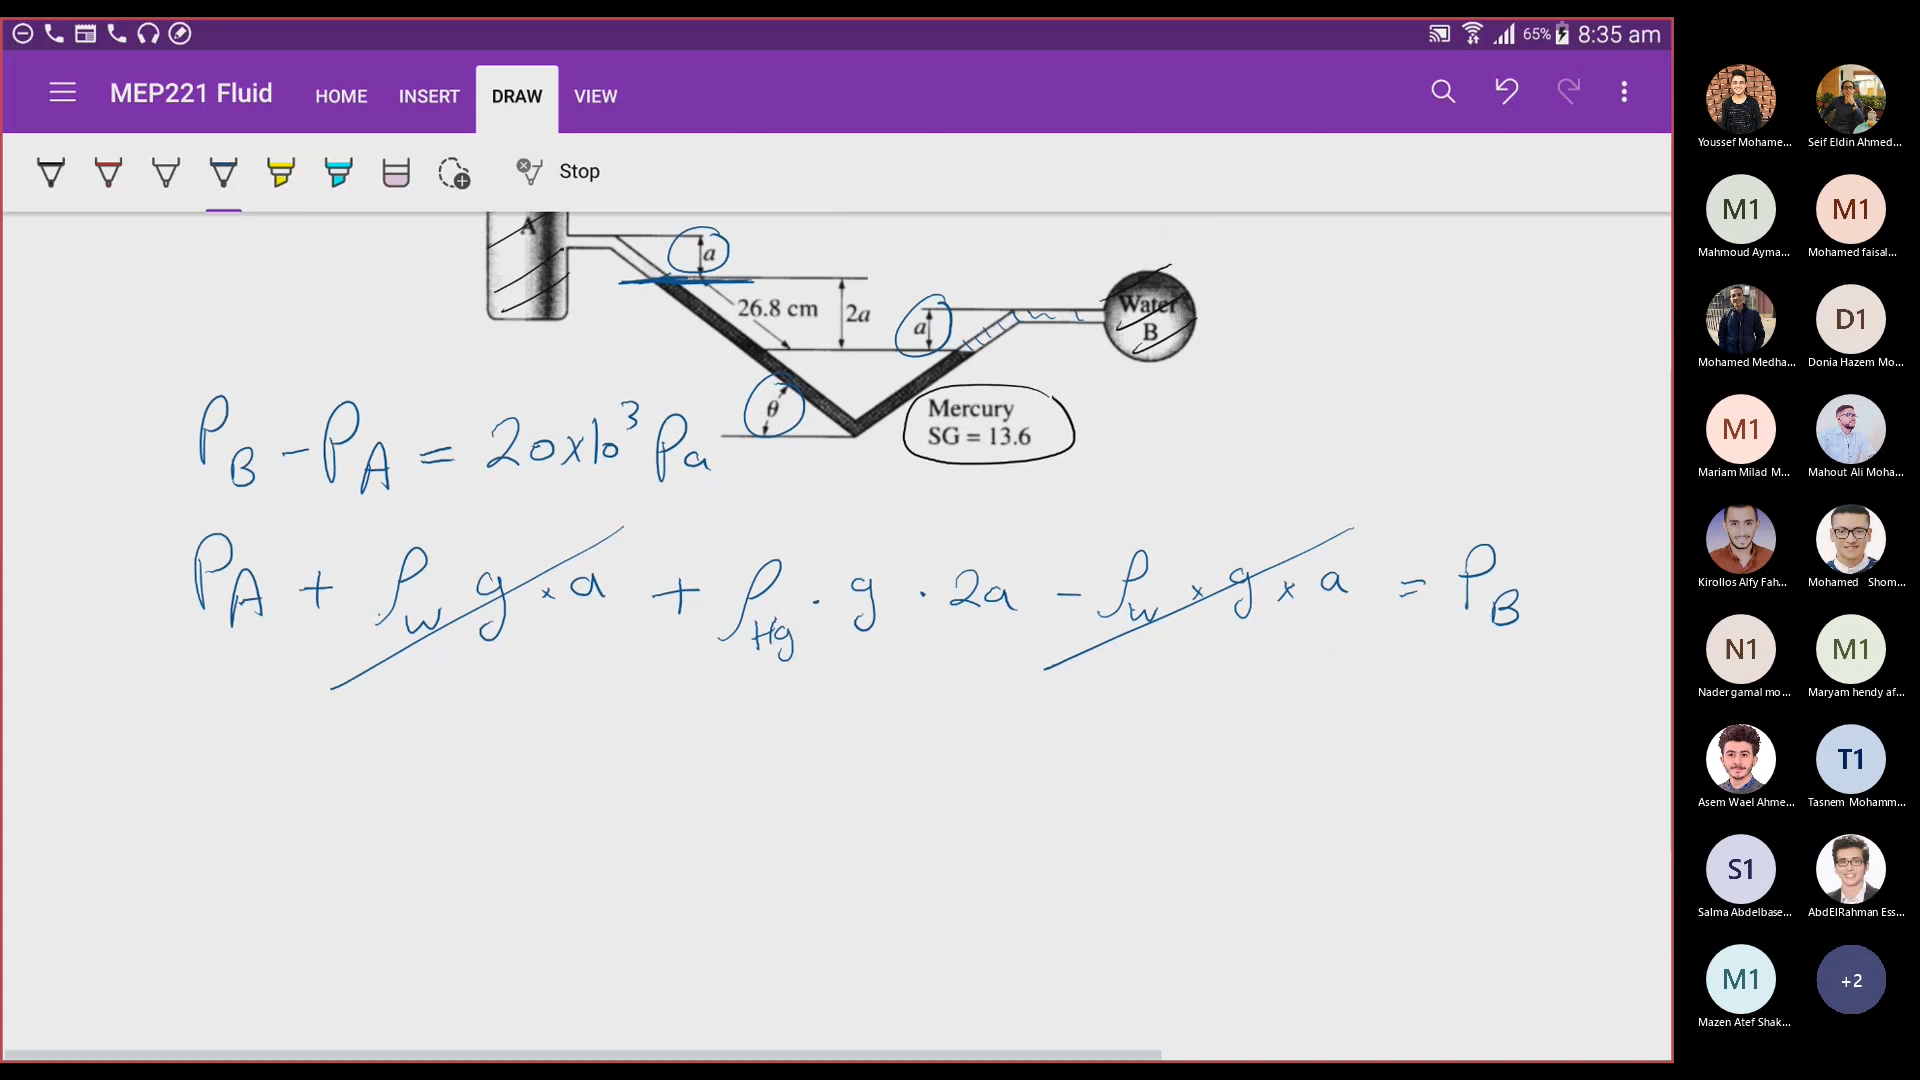 65% 8:35 am
MEP221 Fluid HOME INSERT DRAW VIEW
Stop
A
a
26.8 cm
2a
a
Water
B
θ
Mercury
SG = 13.6
P_B - P_A = 20x10³ Pa
P_A + ρ_w g x a + ρ_Hg . g . 2a - ρ_w x g x a = P_B
Youssef Mohame...
Seif Eldin Ahmed...
M1
Mahmoud Ayma...
M1
Mohamed faisal...
Mohamed Medha...
D1
Donia Hazem Mo...
M1
Mariam Milad M...
Mahout Ali Moha...
Kirollos Alfy Fah...
Mohamed Shom...
N1
Nader gamal mo...
M1
Maryam hendy af...
Asem Wael Ahme...
T1
Tasnem Mohamm...
S1
Salma Abdelbase...
AbdElRahman Ess...
M1
Mazen Atef Shak...
+2